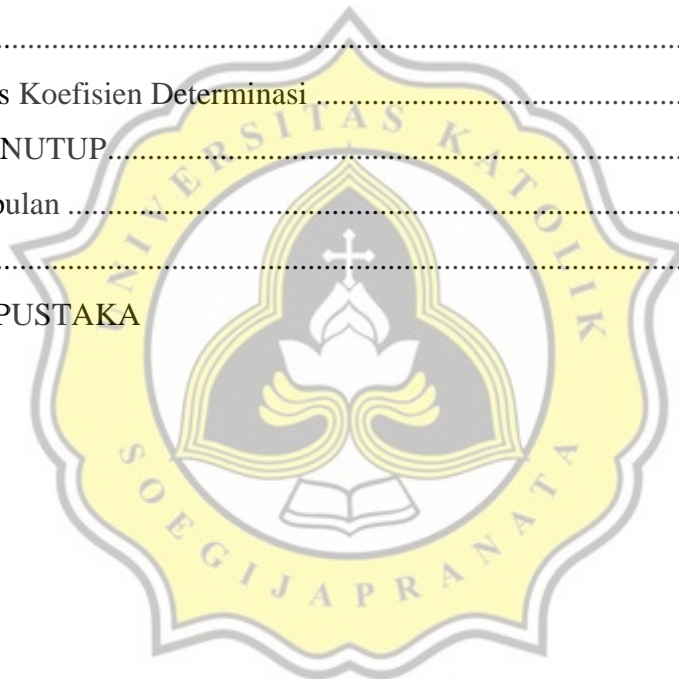 ................................................................................
s Koefisien Determinasi ...........................................
NUTUP...................................................................
pulan ........................................................................
................................................................................
PUSTAKA
UNIVERSITAS KATOLIK
SOEGIJAPRANATA